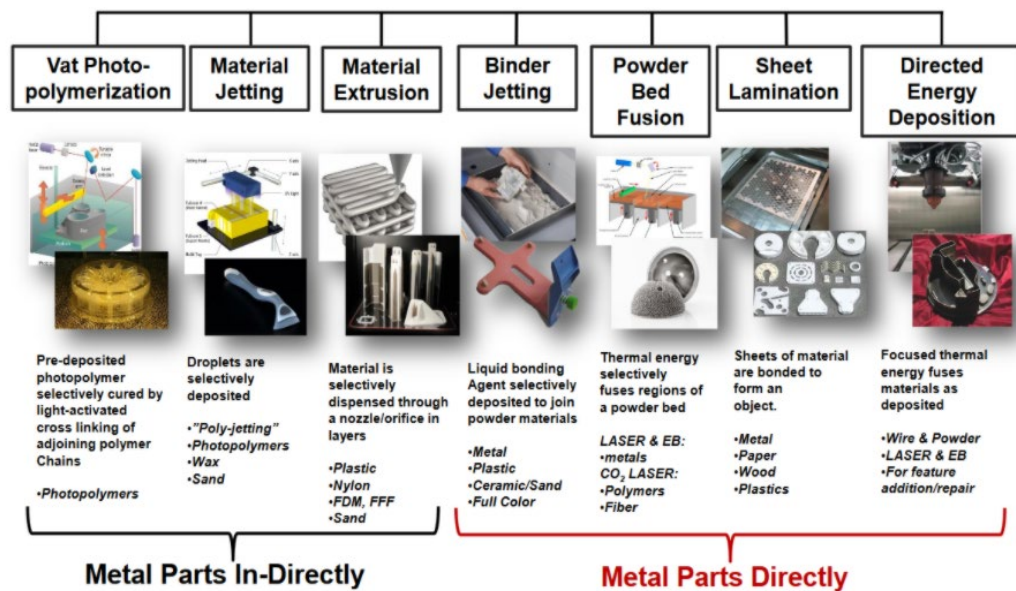 Vat Photo-
polymerization
Material
Jetting
Material
Extrusion
Binder
Jetting
Powder
Bed
Fusion
Sheet
Lamination
Directed
Energy
Deposition
Pre-deposited
photopolymer
selectively cured by
light-activated
cross linking of
adjoining polymer
Chains
•Photopolymers
Droplets are
selectively
deposited
•"Poly-jetting"
•Photopolymers
•Wax
•Sand
Material is
selectively
dispensed through
a nozzle/orifice in
layers
•Plastic
•Nylon
•FDM, FFF
•Sand
Liquid bonding
Agent selectively
deposited to join
powder materials
•Metal
•Plastic
•Ceramic/Sand
•Full Color
Thermal energy
selectively
fuses regions of
a powder bed
LASER & EB:
•metals
CO2 LASER:
•Polymers
•Fiber
Sheets of material
are bonded to
form an
object.
•Metal
•Paper
•Wood
•Plastics
Focused thermal
energy fuses
materials as
deposited
•Wire & Powder
•LASER & EB
•For feature
addition/repair
Metal Parts In-Directly
Metal Parts Directly